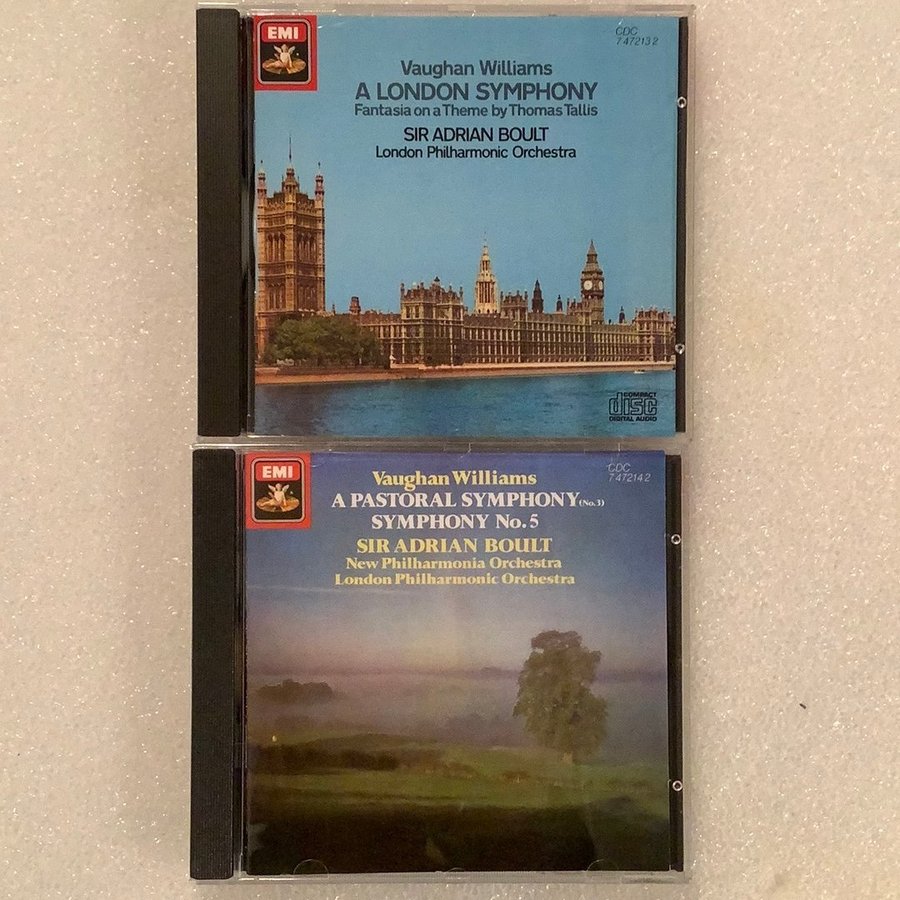 EMI
CDC
7 47213 2
Vaughan Williams
A LONDON SYMPHONY
Fantasia on a Theme by Thomas Tallis
SIR ADRIAN BOULT
London Philharmonic Orchestra
COMPACT
disc
DIGITAL AUDIO
EMI
CDC
7 47214 2
Vaughan Williams
A PASTORAL SYMPHONY (No.3)
SYMPHONY No. 5
SIR ADRIAN BOULT
New Philharmonia Orchestra
London Philharmonic Orchestra